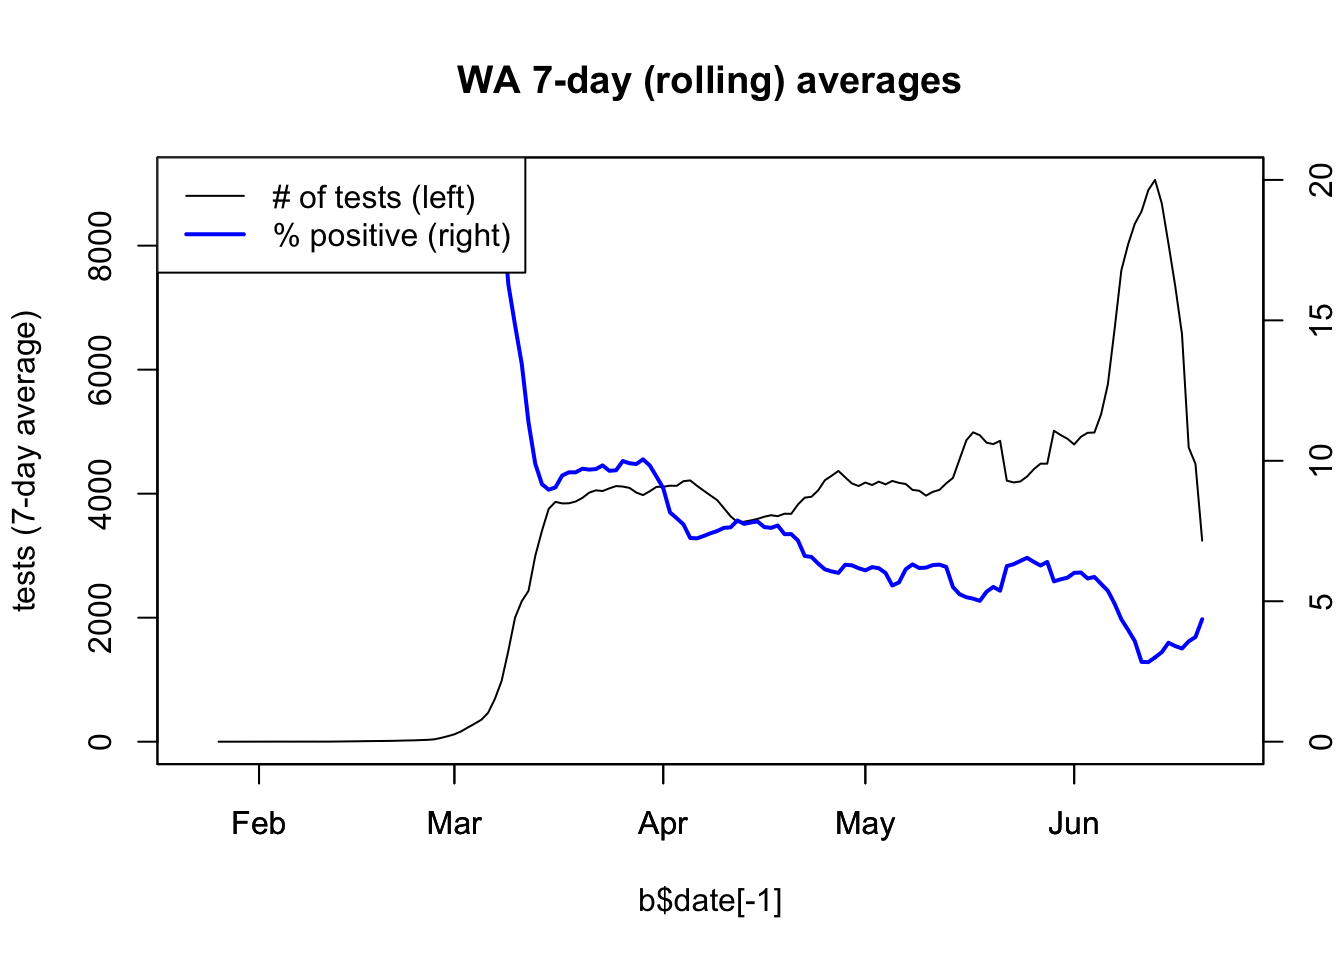 WA 7-day (rolling) averages
# of tests (left)
% positive (right)
tests (7-day average)
8000
6000
4000
2000
0
20
15
10
5
0
Feb Mar Apr May Jun
b$date[-1]